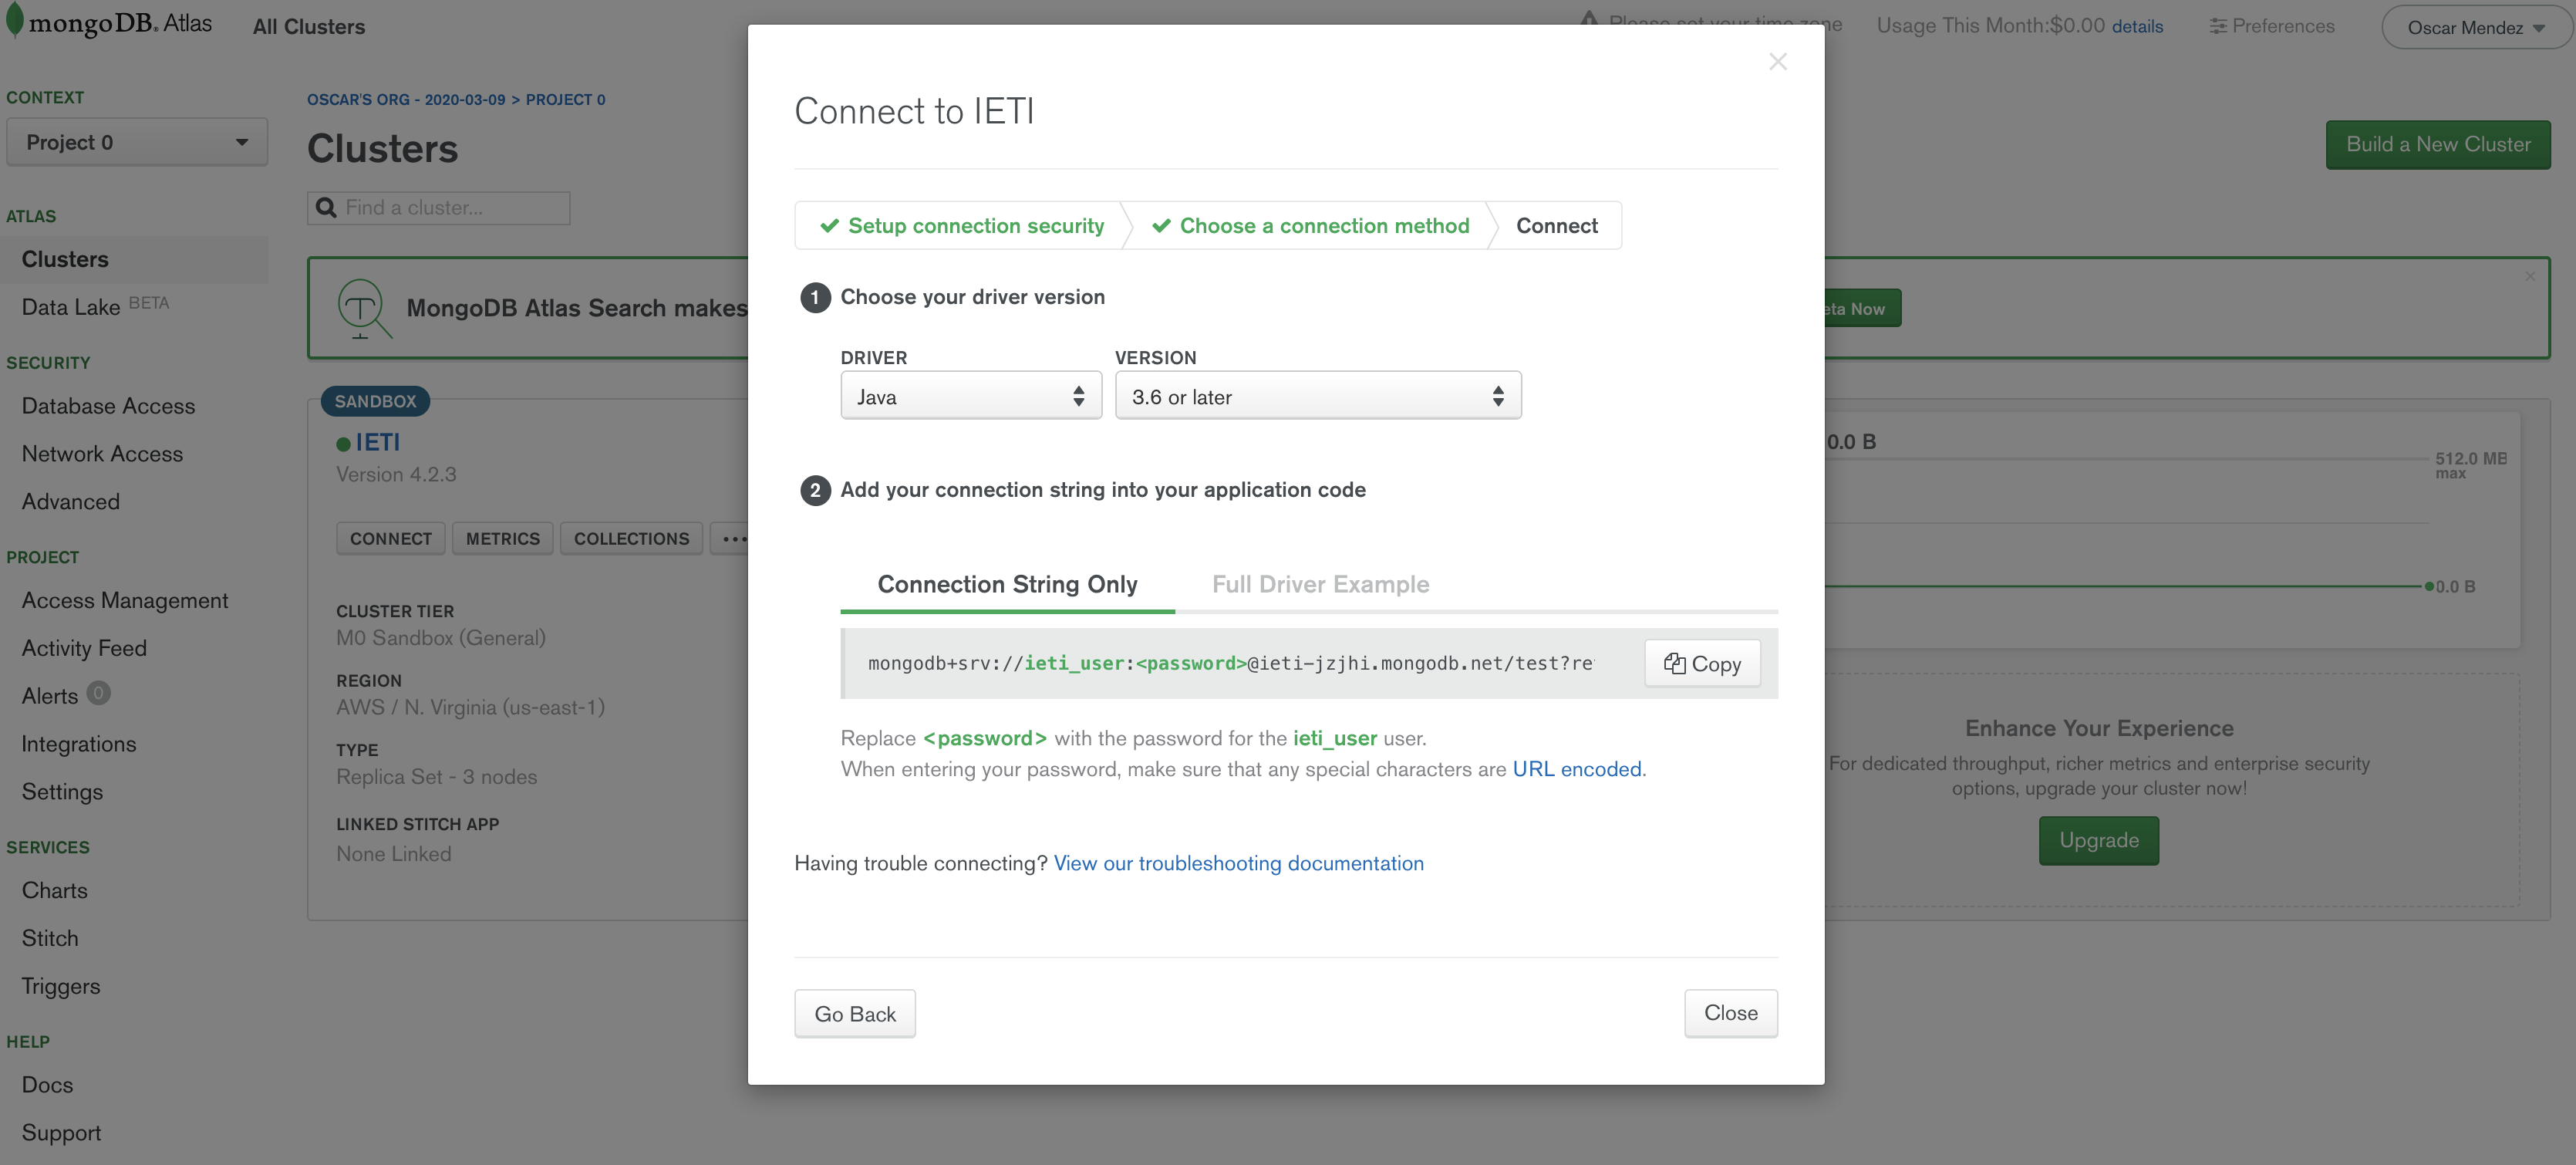 mongoDB. Atlas
All Clusters
Please set your time zone
Usage This Month:$0.00 details
Preferences
Oscar Mendez
CONTEXT
Project 0
ATLAS
Clusters
Data Lake BETA
SECURITY
Database Access
Network Access
Advanced
PROJECT
Access Management
Activity Feed
Alerts 0
Integrations
Settings
SERVICES
Charts
Stitch
Triggers
HELP
Docs
Support
OSCAR'S ORG - 2020-03-09 > PROJECT 0
Clusters
Build a New Cluster
Find a cluster...
MongoDB Atlas Search makes
eta Now
SANDBOX
IETI
Version 4.2.3
CONNECT
METRICS
COLLECTIONS
...
CLUSTER TIER
M0 Sandbox (General)
REGION
AWS / N. Virginia (us-east-1)
TYPE
Replica Set - 3 nodes
LINKED STITCH APP
None Linked
Connect to IETI
Setup connection security
Choose a connection method
Connect
1 Choose your driver version
DRIVER
VERSION
Java
3.6 or later
2 Add your connection string into your application code
Connection String Only
Full Driver Example
mongodb+srv://ieti_user:<password>@ieti-jzjhi.mongodb.net/test?re
Copy
Replace <password> with the password for the ieti_user user.
When entering your password, make sure that any special characters are URL encoded.
Having trouble connecting? View our troubleshooting documentation
Go Back
Close
0.0 B
512.0 MB
max
0.0 B
Enhance Your Experience
For dedicated throughput, richer metrics and enterprise security
options, upgrade your cluster now!
Upgrade